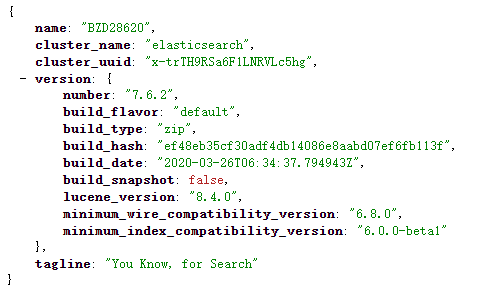 {
name: "BZD28620",
cluster_name: "elasticsearch",
cluster_uuid: "x-trTH9RSa6F1LNRVLc5hg",
- version: {
number: "7.6.2",
build_flavor: "default",
build_type: "zip",
build_hash: "ef48eb35cf30adf4db14086e8aabd07ef6fb113f",
build_date: "2020-03-26T06:34:37.794943Z",
build_snapshot: false,
lucene_version: "8.4.0",
minimum_wire_compatibility_version: "6.8.0",
minimum_index_compatibility_version: "6.0.0-beta1"
},
tagline: "You Know, for Search"
}